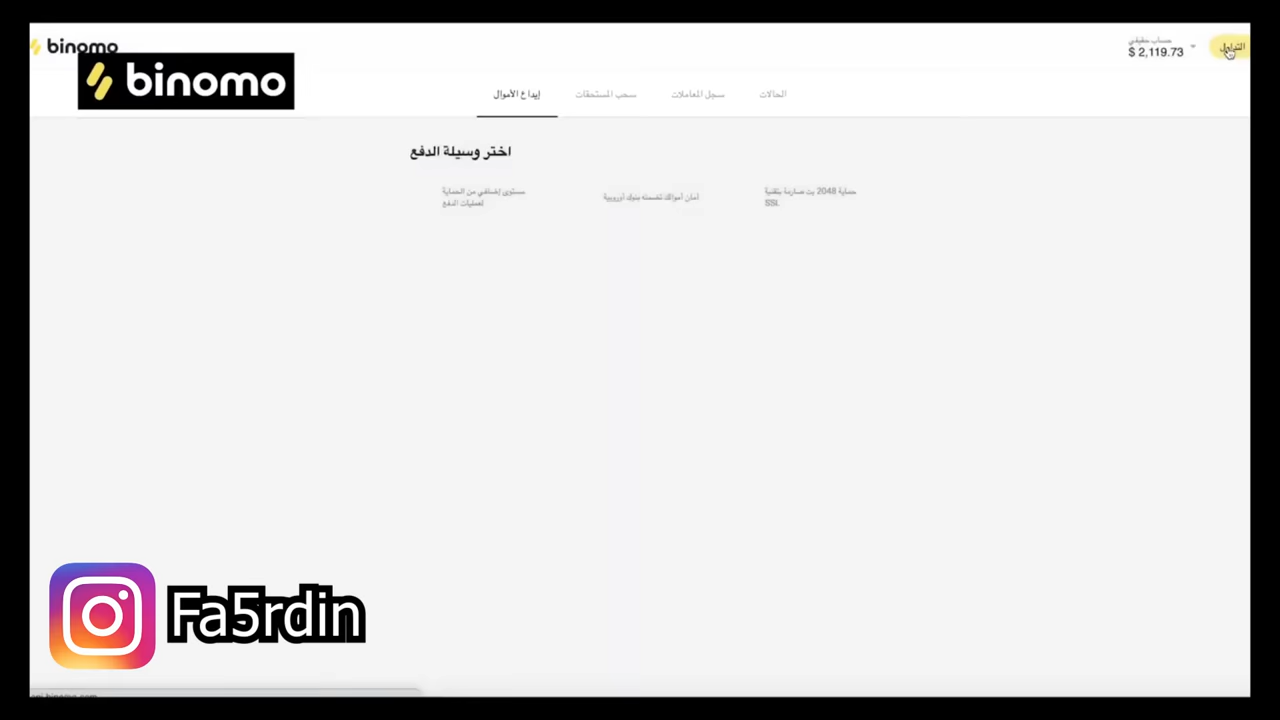 binomo
حساب حقيقي
$ 2,119.73
التداول
binomo
إيداع الأموال
سحب المستحقات
سجل المعاملات
الحالات
اختر وسيلة الدفع
مستوى إضافي من الحماية
لعمليات الدفع
أمان أموالك تضمنه بنوك أوروبية
حماية 2048 بت صارمة بتقنية
SSL
Fa5rdin